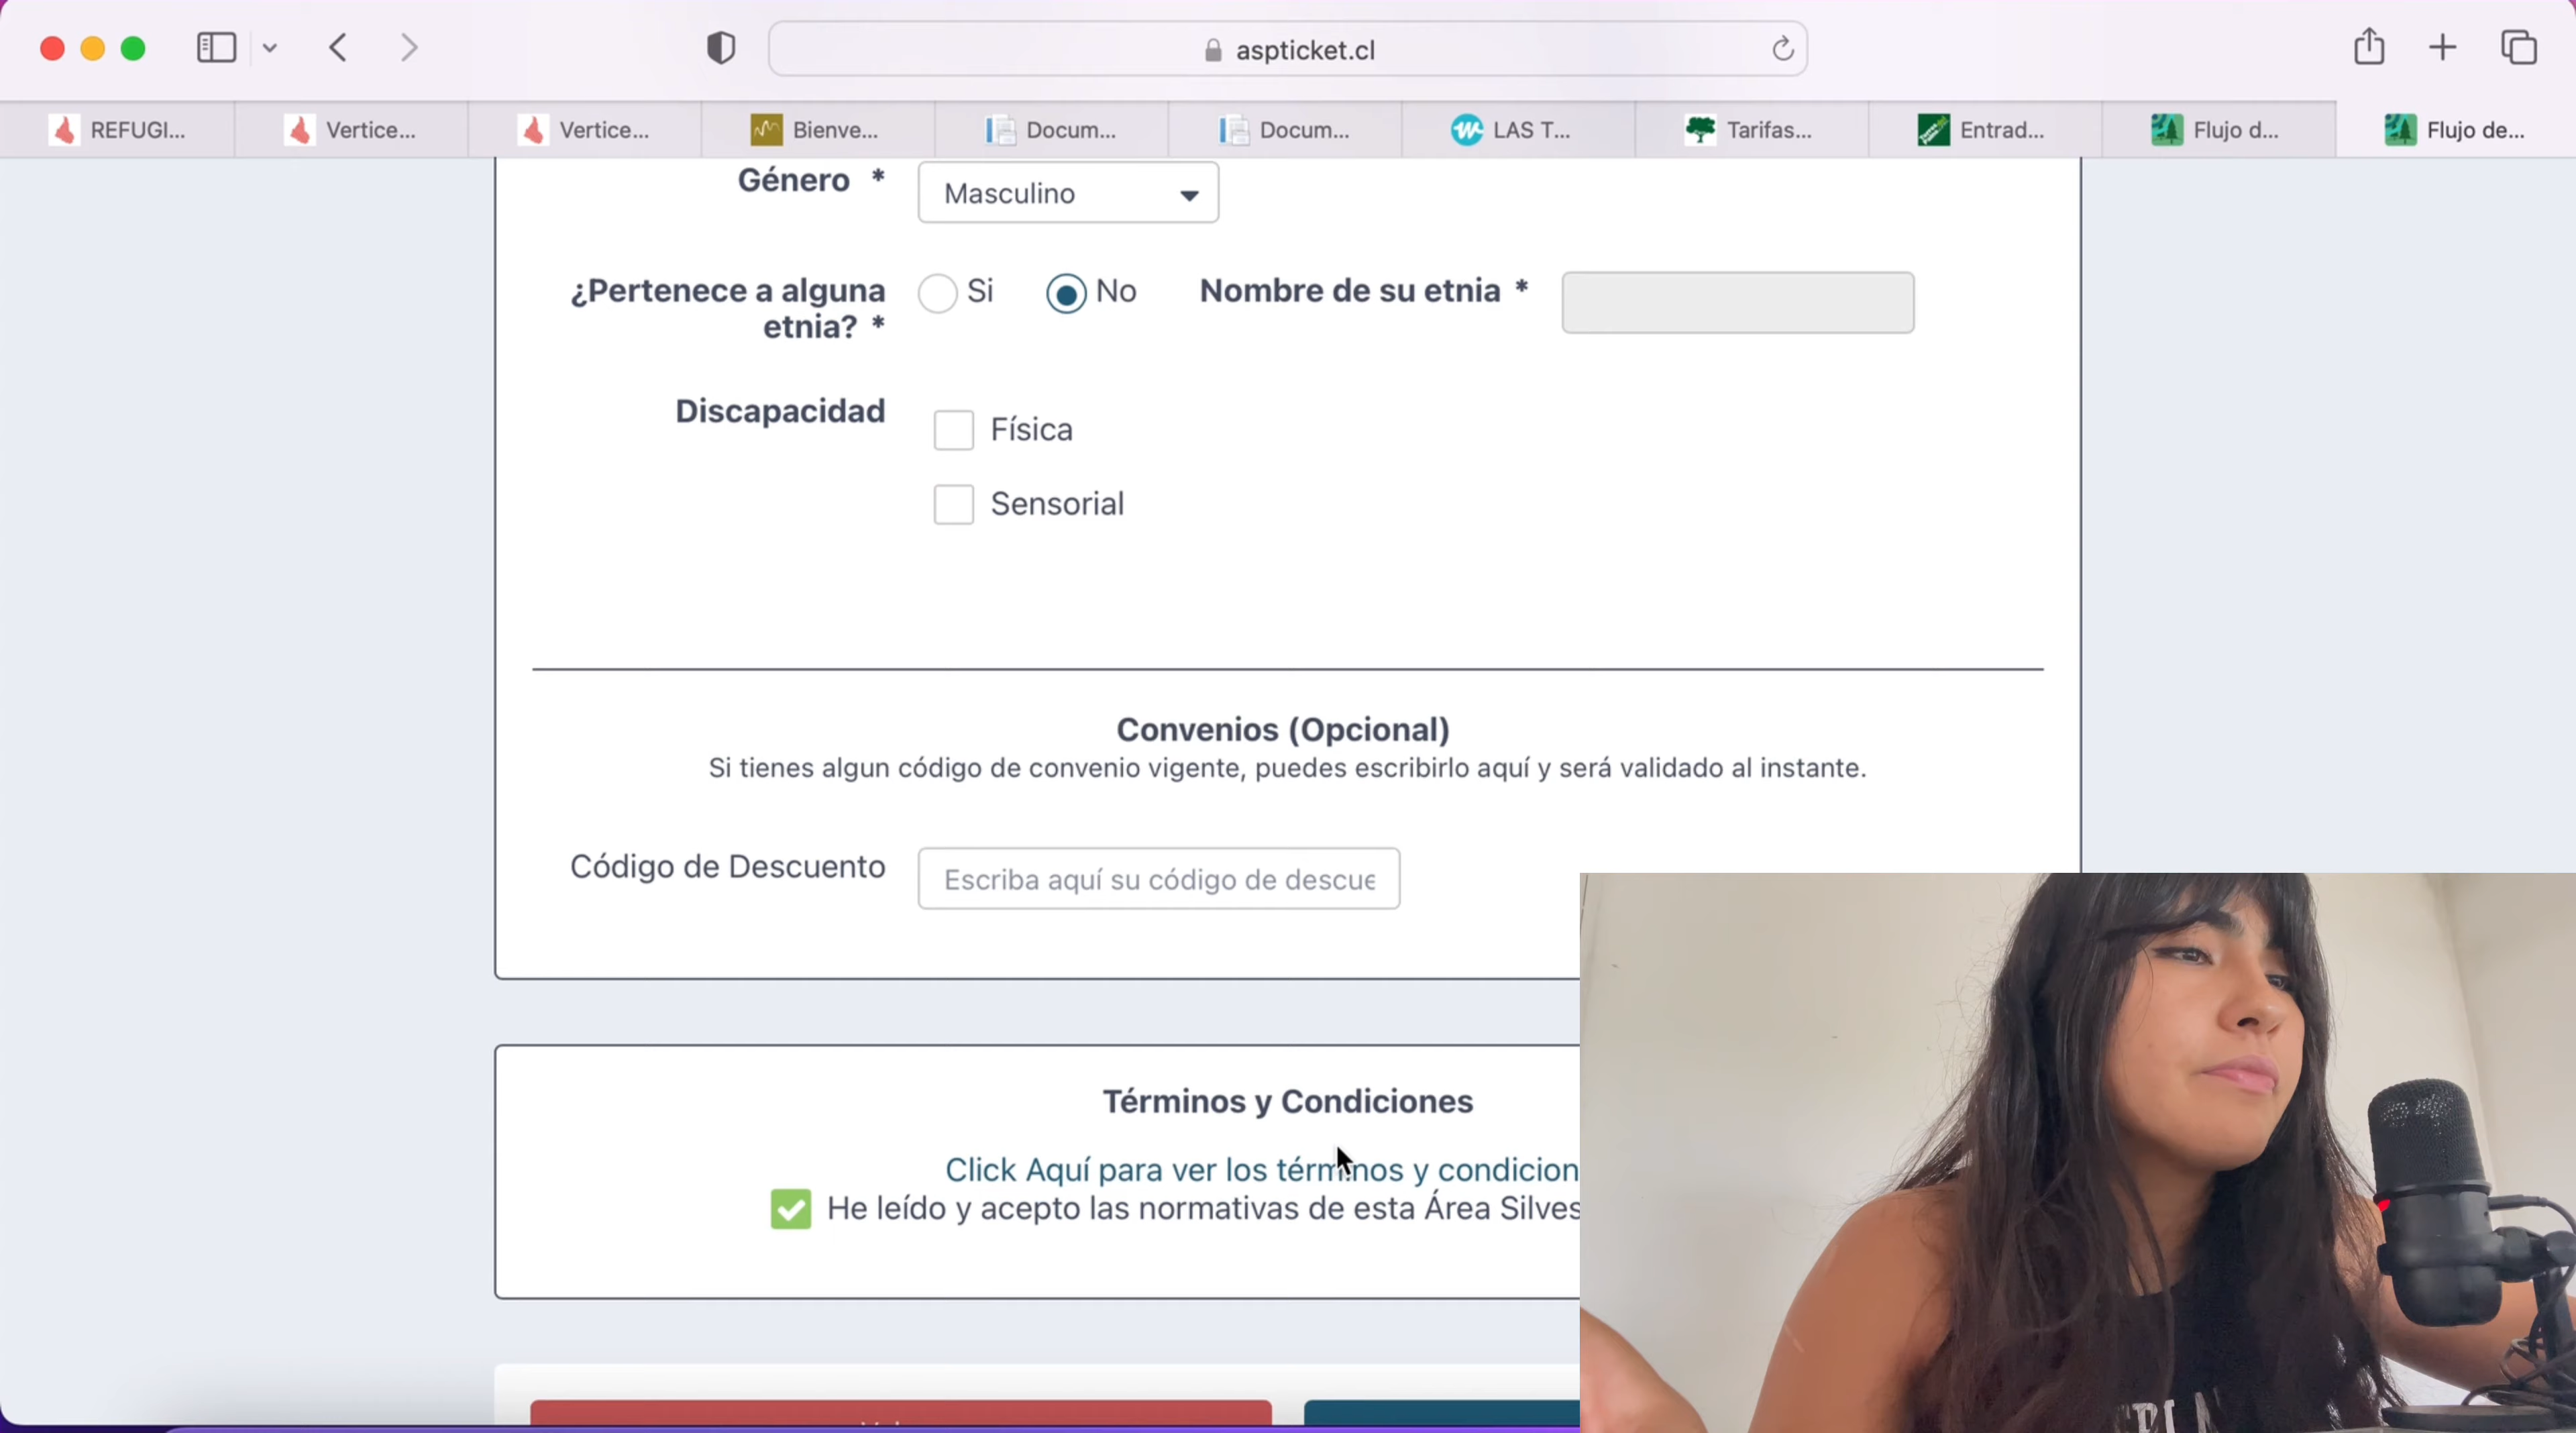 aspticket.cl
REFUGI...
Vertice...
Vertice...
Bienve...
Docum...
Docum...
LAS T...
Tarifas...
Entrad...
Flujo d...
Flujo de...
Género *
Masculino
¿Pertenece a alguna etnia? *
Si
No
Nombre de su etnia *
Discapacidad
Física
Sensorial
Convenios (Opcional)
Si tienes algun código de convenio vigente, puedes escribirlo aquí y será validado al instante.
Código de Descuento
Escriba aquí su código de descue
Términos y Condiciones
Click Aquí para ver los términos y condicion
He leído y acepto las normativas de esta Área Silves